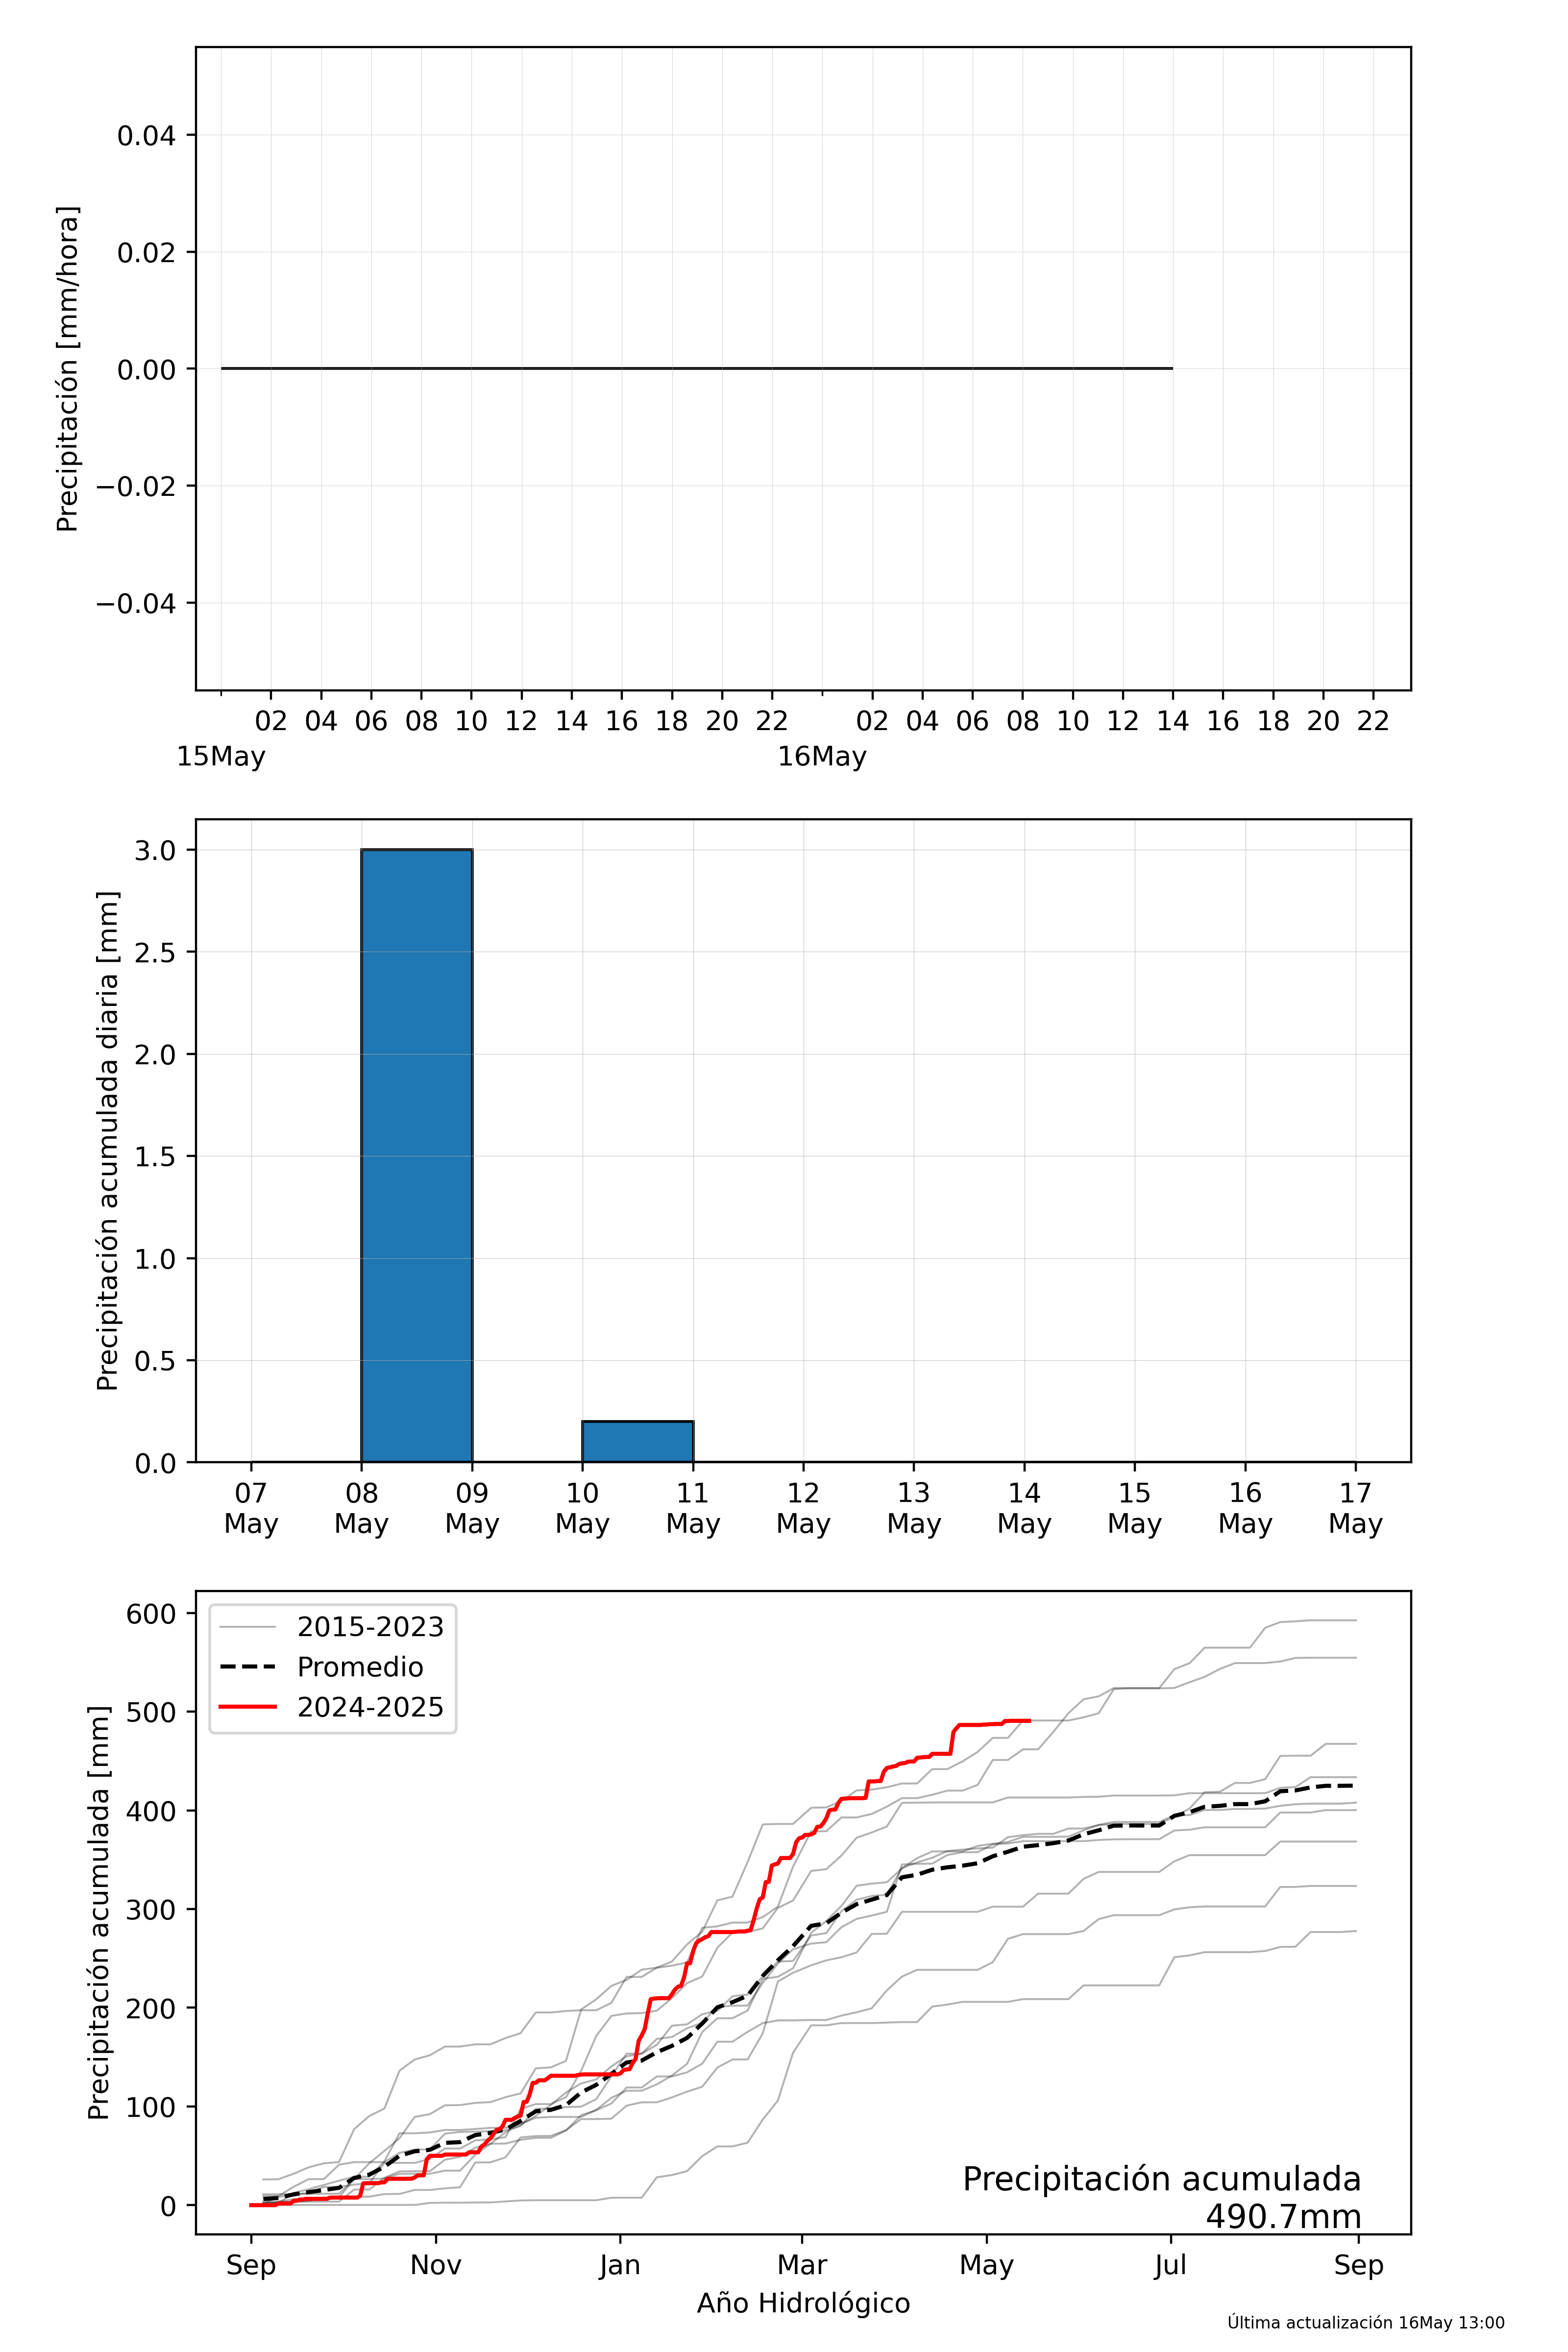 Precipitación [mm/hora]
0.04
0.02
0.00
−0.02
−0.04
02 04 06 08 10 12 14 16 18 20 22 02 04 06 08 10 12 14 16 18 20 22
15May 16May
Precipitación acumulada diaria [mm]
3.0
2.5
2.0
1.5
1.0
0.5
0.0
07 08 09 10 11 12 13 14 15 16 17
May May May May May May May May May May May
Precipitación acumulada [mm]
600
500
400
300
200
100
0
2015-2023
Promedio
2024-2025
Precipitación acumulada
490.7mm
Sep Nov Jan Mar May Jul Sep
Año Hidrológico
Última actualización 16May 13:00